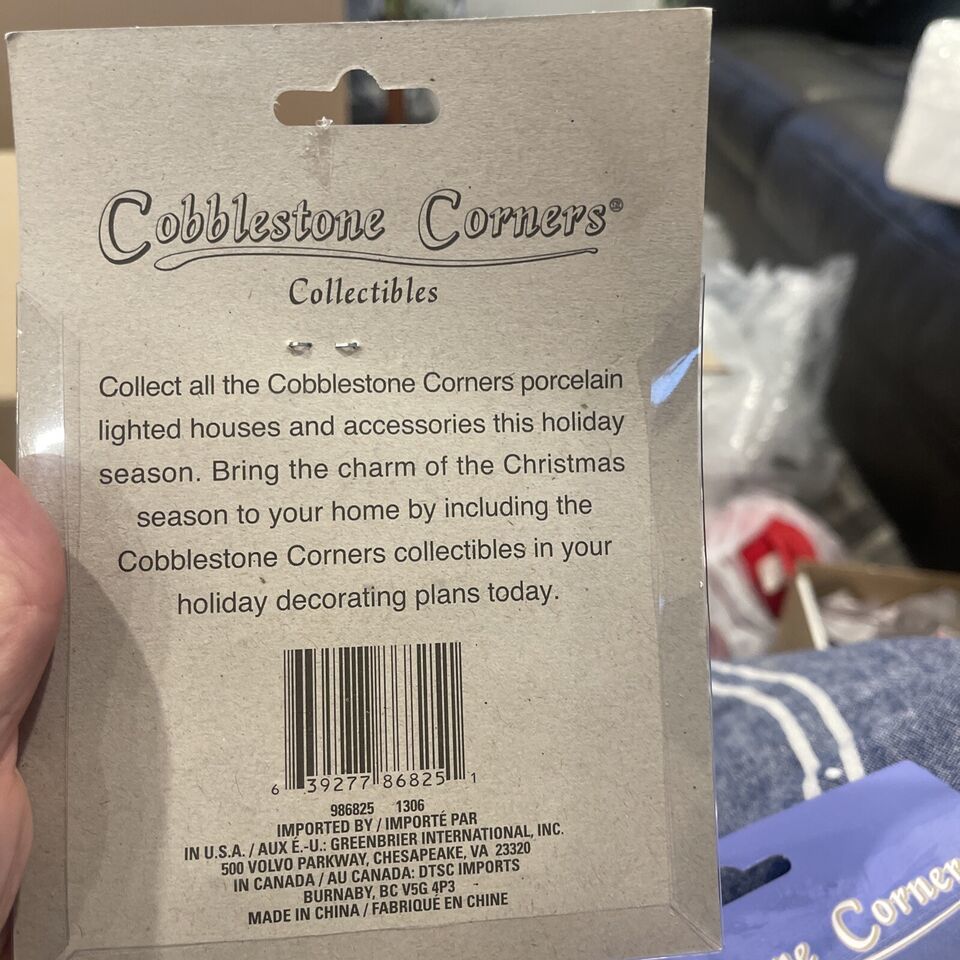 Cobblestone Corners®
Collectibles
Collect all the Cobblestone Corners porcelain
lighted houses and accessories this holiday
season. Bring the charm of the Christmas
season to your home by including the
Cobblestone Corners collectibles in your
holiday decorating plans today.
6 39277 86825 1
986825 1306
IMPORTED BY / IMPORTÉ PAR
IN U.S.A. / AUX É.-U.: GREENBRIER INTERNATIONAL, INC.
500 VOLVO PARKWAY, CHESAPEAKE, VA 23320
IN CANADA / AU CANADA: DTSC IMPORTS
BURNABY, BC V5G 4P3
MADE IN CHINA / FABRIQUÉ EN CHINE
ne Corner